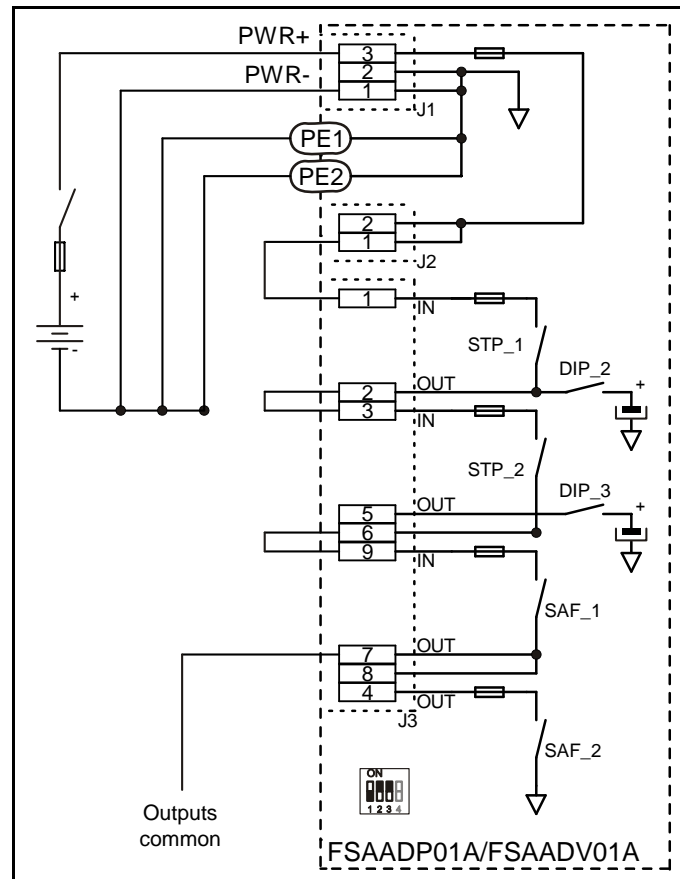 PWR+
3
PWR-
2
1
J1
PE1
PE2
2
1
J2
+
-
1
IN
STP_1
DIP_2
+
2
OUT
3
IN
STP_2
DIP_3
+
5
OUT
6
9
IN
SAF_1
7
OUT
8
4
OUT
J3
SAF_2
ON
1 2 3 4
Outputs
common
FSAADP01A/FSAADV01A